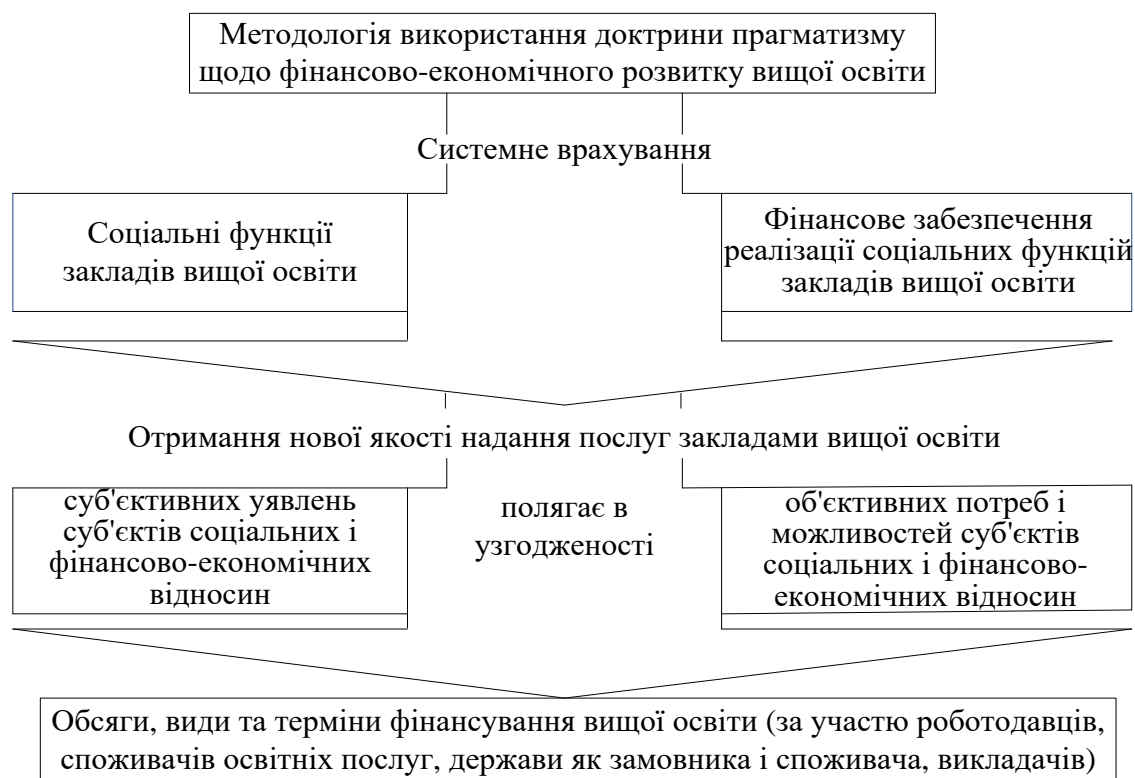 Методологія використання доктрини прагматизму
щодо фінансово-економічного розвитку вищої освіти
Системне врахування
Соціальні функції
закладів вищої освіти
Фінансове забезпечення
реалізації соціальних функцій
закладів вищої освіти
Отримання нової якості надання послуг закладами вищої освіти
суб'єктивних уявлень
суб'єктів соціальних і
фінансово-економічних
відносин
полягає в
узгодженості
об'єктивних потреб і
можливостей суб'єктів
соціальних і фінансово-
економічних відносин
Обсяги, види та терміни фінансування вищої освіти (за участю роботодавців,
споживачів освітніх послуг, держави як замовника і споживача, викладачів)